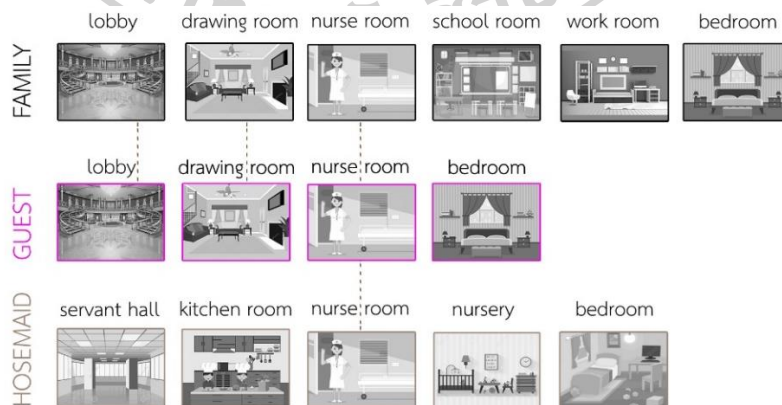 lobby drawing room nurse room school room work room bedroom
FAMILY
lobby drawing room nurse room bedroom
GUEST
servant hall kitchen room nurse room nursery bedroom
HOSEMAID